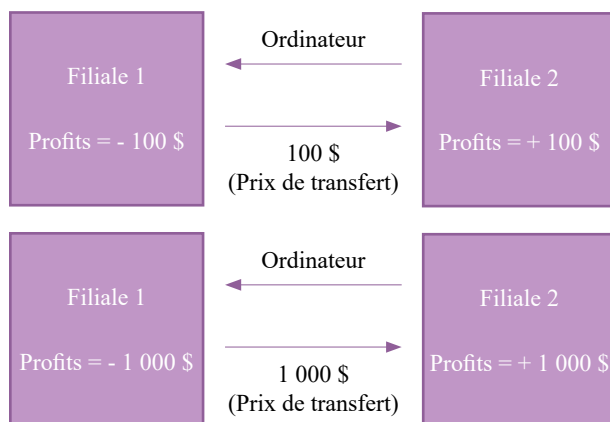 Filiale 1
Profits = - 100 $
Ordinateur
100 $
(Prix de transfert)
Filiale 2
Profits = + 100 $
Filiale 1
Profits = - 1 000 $
Ordinateur
1 000 $
(Prix de transfert)
Filiale 2
Profits = + 1 000 $